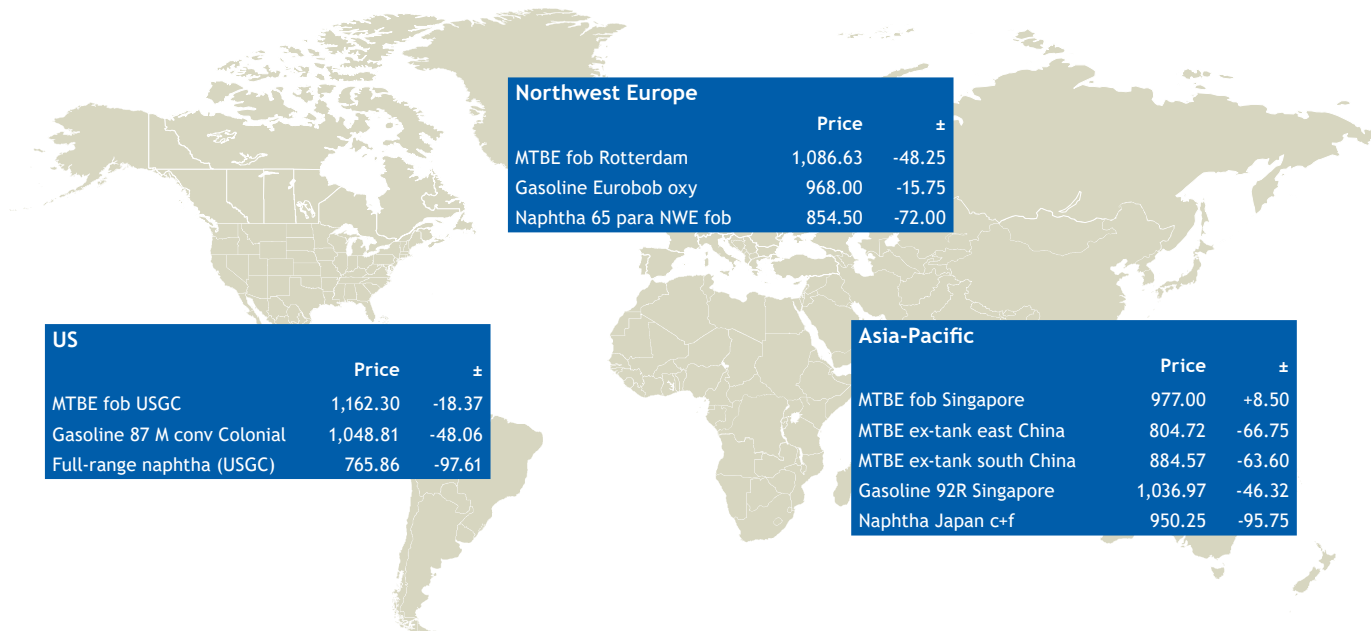 Northwest Europe
Price ±
MTBE fob Rotterdam 1,086.63 -48.25
Gasoline Eurobob oxy 968.00 -15.75
Naphtha 65 para NWE fob 854.50 -72.00
US
Price ±
MTBE fob USGC 1,162.30 -18.37
Gasoline 87 M conv Colonial 1,048.81 -48.06
Full-range naphtha (USGC) 765.86 -97.61
Asia-Pacific
Price ±
MTBE fob Singapore 977.00 +8.50
MTBE ex-tank east China 804.72 -66.75
MTBE ex-tank south China 884.57 -63.60
Gasoline 92R Singapore 1,036.97 -46.32
Naphtha Japan c+f 950.25 -95.75